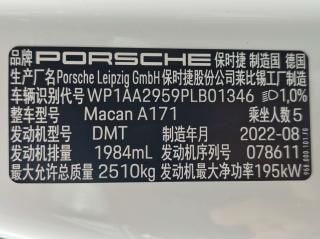 品牌 PORSCHE 保时捷 制造国 德国
生产厂名 Porsche Leipzig GmbH 保时捷股份公司莱比锡工厂
车辆识别代号 WP1AA2959PLB01346 1,0%
整车型号 Macan A171 乘坐人数 5
发动机型号 DMT 制造年月 2022-08
发动机排量 1984mL 发动机序列号 078611
最大允许总质量 2510kg 发动机最大净功率 195kW